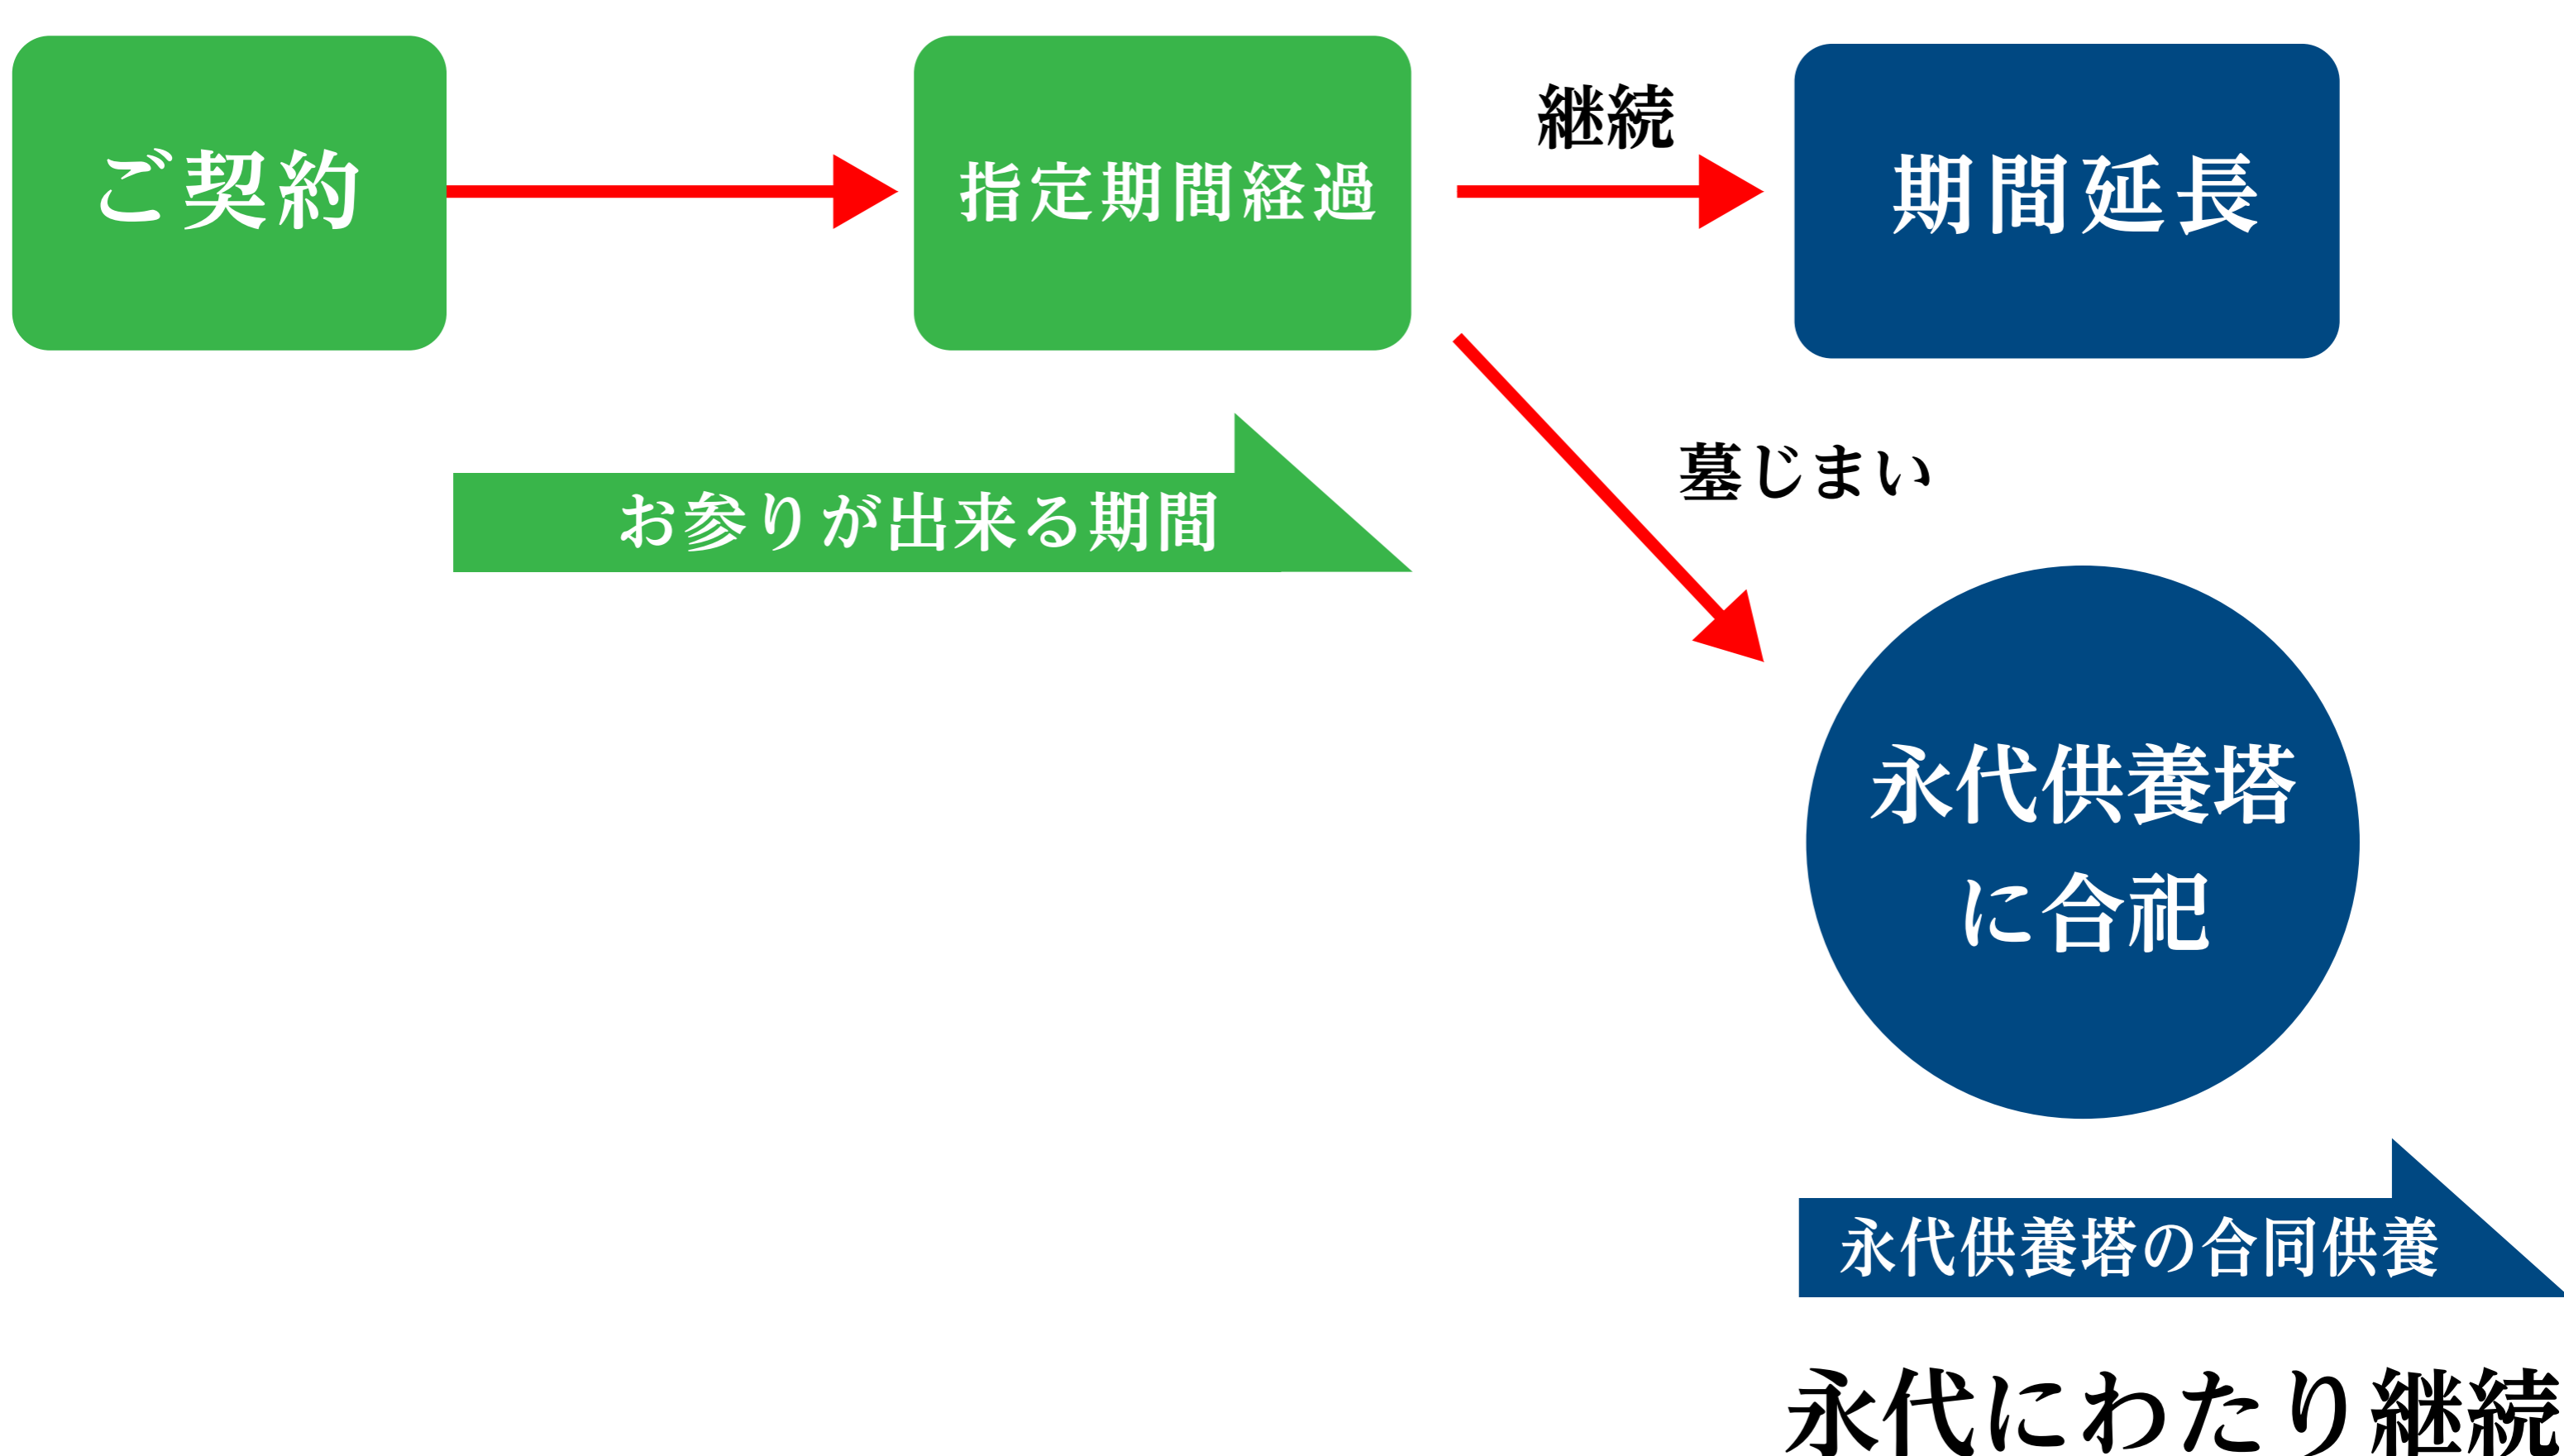 ご契約
指定期間経過
継続
期間延長
お参りが出来る期間
墓じまい
永代供養塔
に合祀
永代供養塔の合同供養
永代にわたり継続